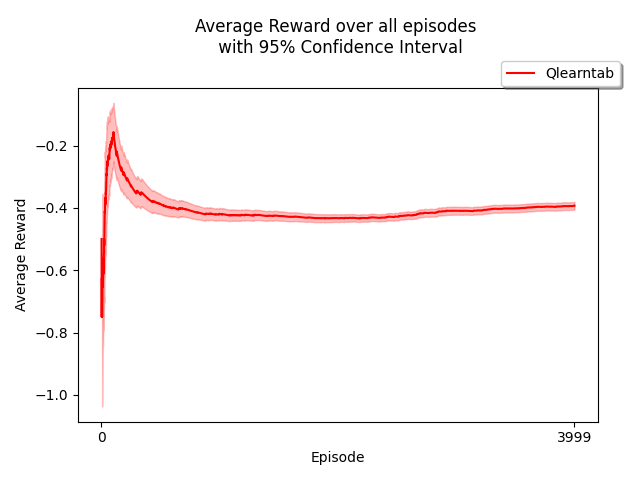 Average Reward over all episodes
with 95% Confidence Interval
Qlearntab
Average Reward
−0.2
−0.4
−0.6
−0.8
−1.0
0
3999
Episode